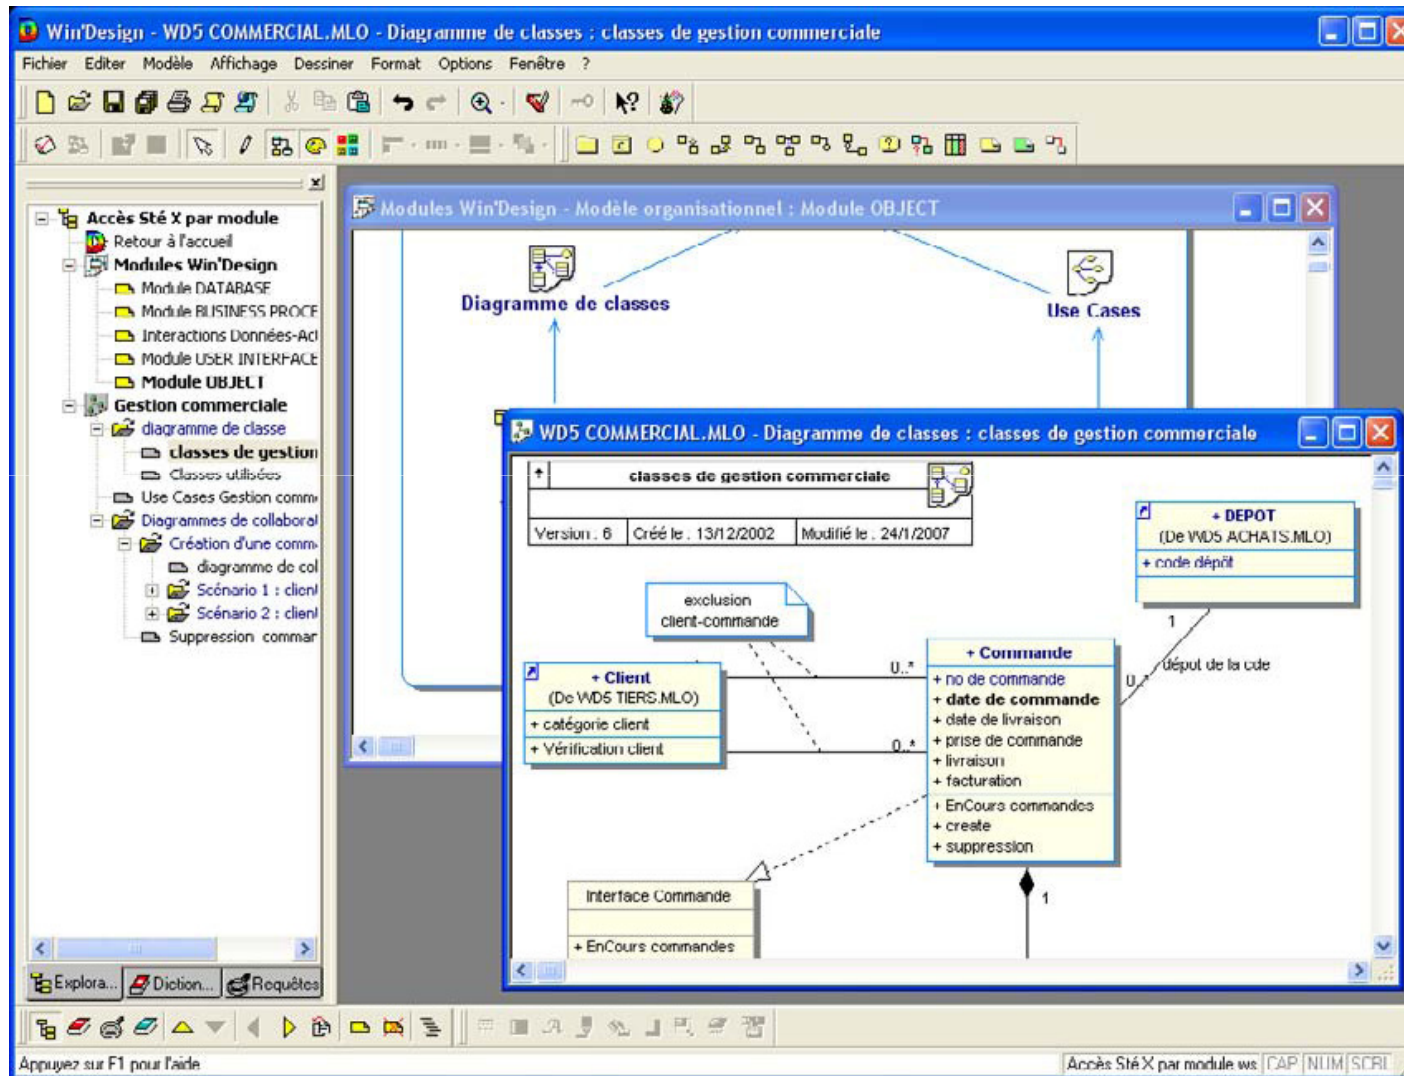 Win'Design - WD5 COMMERCIAL.MLO - Diagramme de classes : classes de gestion commerciale
Fichier Editer Modèle Affichage Dessiner Format Options Fenêtre ?
Accès Sté X par module
Retour à l'accueil
Modules Win'Design
Module DATABASE
Module BUSINESS PROCE
Interactions Données-Act
Module USER INTERFACE
Module OBJECT
Gestion commerciale
diagramme de classe
classes de gestion
Classes utilisées
Use Cases Gestion comm
Diagrammes de collaborat
Création d'une comm
diagramme de col
Scénario 1 : client
Scénario 2 : client
Suppression comman
Explora...
Diction...
Requêtes
Modules Win'Design - Modèle organisationnel : Module OBJECT
Diagramme de classes
Use Cases
WD5 COMMERCIAL.MLO - Diagramme de classes : classes de gestion commerciale
classes de gestion commerciale
Version : 6 Créé le : 13/12/2002 Modifié le : 24/1/2007
+ DEPOT
(De WD5 ACHATS.MLO)
+ code dépôt
1
dépot de la cde
0..*
exclusion
client-commande
+ Client
(De WD5 TIERS.MLO)
+ catégorie client
+ Vérification client
0..*
0..*
+ Commande
+ no de commande
+ date de commande
+ date de livraison
+ prise de commande
+ livraison
+ facturation
+ EnCours commandes
+ create
+ suppression
1
Interface Commande
+ EnCours commandes
Appuyez sur F1 pour l'aide
Accès Sté X par module ws CAP NUM SCRL